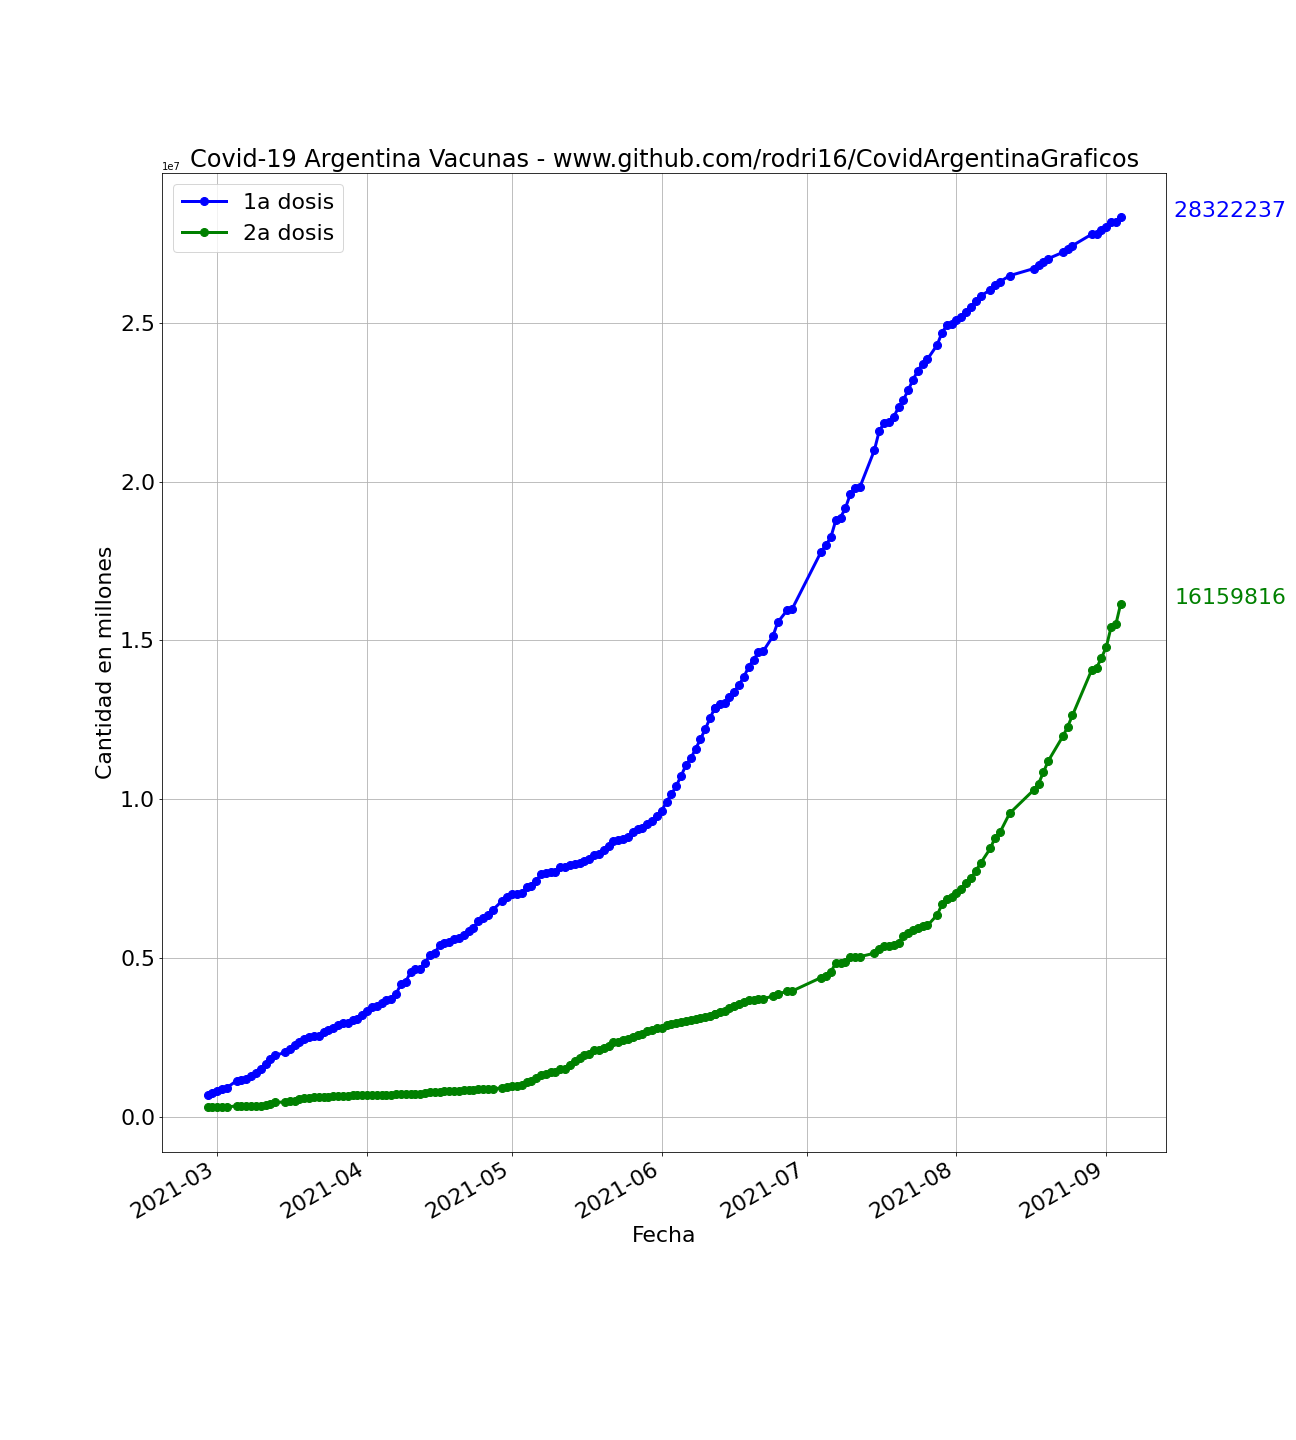 Covid-19 Argentina Vacunas - www.github.com/rodri16/CovidArgentinaGraficos
1e7
1a dosis
2a dosis
28322237
16159816
2.5
2.0
1.5
1.0
0.5
0.0
Cantidad en millones
2021-03
2021-04
2021-05
2021-06
2021-07
2021-08
2021-09
Fecha